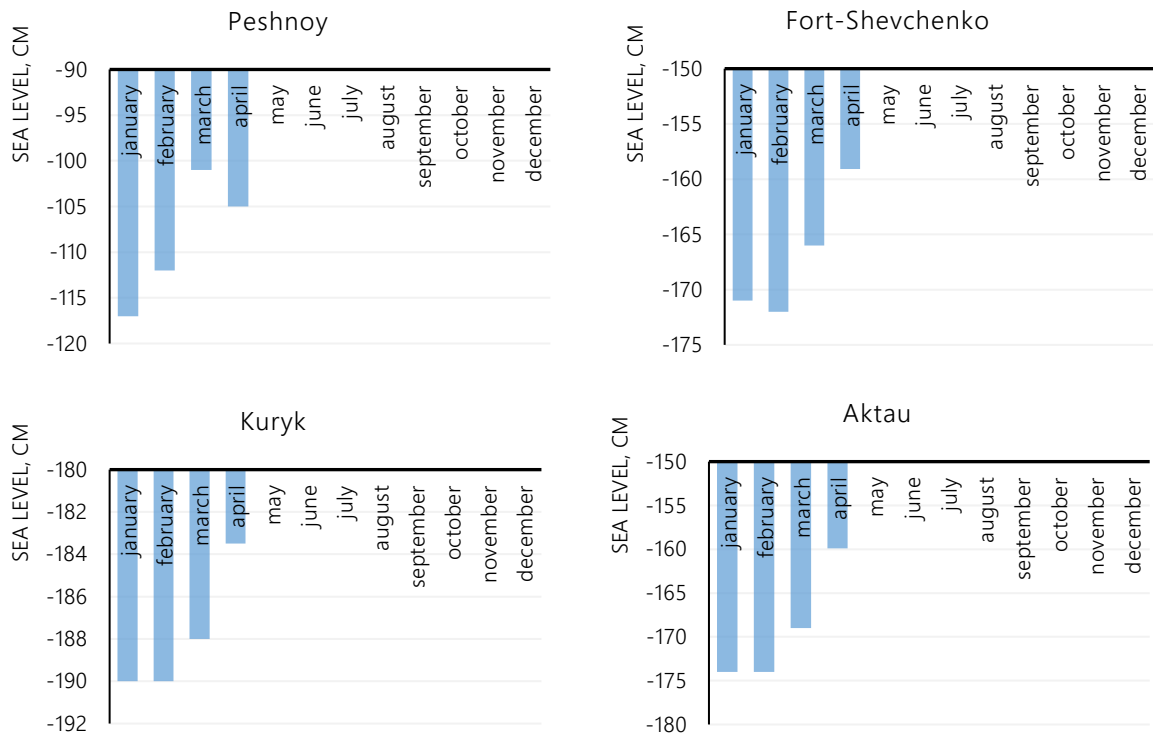 Peshnoy
SEA LEVEL, CM
-90
-95
-100
-105
-110
-115
-120
january
february
march
april
may
june
july
august
september
october
november
december
Fort-Shevchenko
SEA LEVEL, CM
-150
-155
-160
-165
-170
-175
january
february
march
april
may
june
july
august
september
october
november
december
Kuryk
SEA LEVEL, CM
-180
-182
-184
-186
-188
-190
-192
january
february
march
april
may
june
july
august
september
october
november
december
Aktau
SEA LEVEL, CM
-150
-155
-160
-165
-170
-175
-180
january
february
march
april
may
june
july
august
september
october
november
december